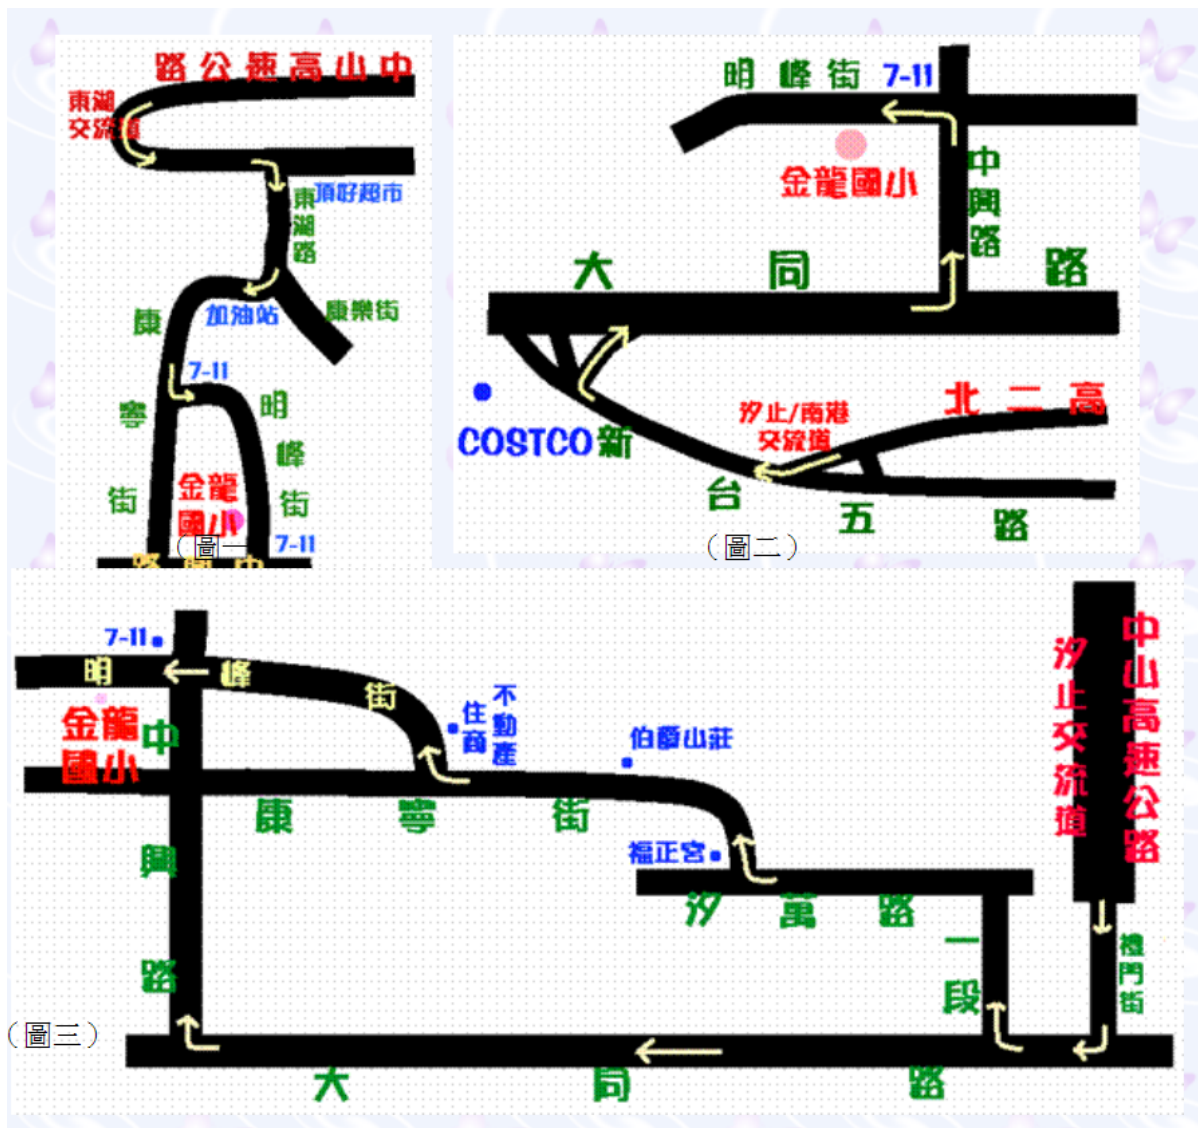 路公速高山中
東湖
交流道
頂好超市
東湖路
加油站
康樂街
康寧街
7-11
明峰街
金龍
國小
7-11
（圖一
路興中
明峰街 7-11
金龍國小
中興路
大同路
COSTCO
汐止/南港
交流道
北二高
新台五路
（圖二）
7-11
明峰街
金龍
國小
中興路
住商
不動產
伯爵山莊
康寧街
福正宮
汐萬路
一段
汐止交流道
中山高速公路
禮門街
大同路
（圖三）